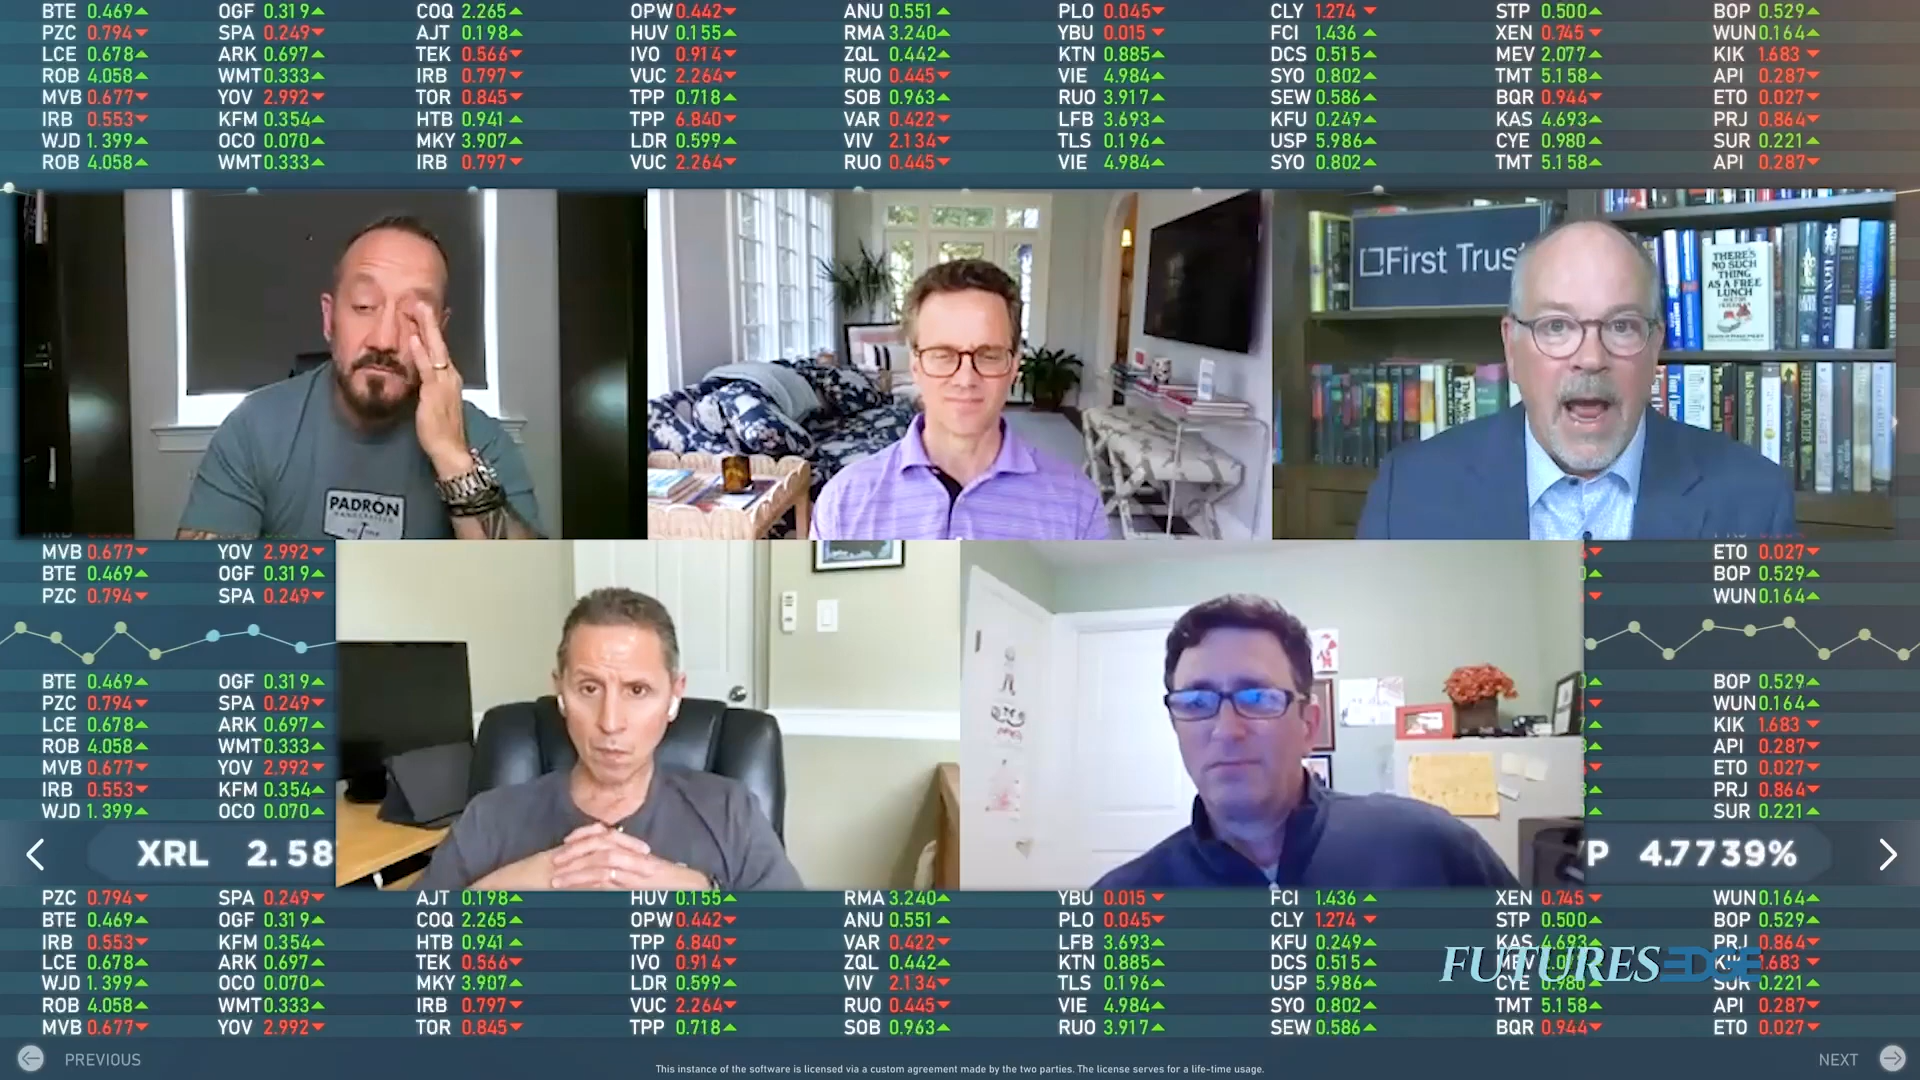 BTE 0.469 OGF 0.319 COQ 2.265 OPW 0.442 ANU 0.551 PLO 0.045 CLY 1.274 STP 0.500 BOP 0.529
PZC 0.794 SPA 0.249 AJT 0.198 HUV 0.155 RMA 3.240 YBU 0.015 FCI 1.436 XEN 0.745 WUN 0.164
LCE 0.678 ARK 0.697 TEK 0.566 IVO 0.914 ZQL 0.442 KTN 0.885 DCS 0.515 MEV 2.077 KIK 1.683
ROB 4.058 WMT 0.333 IRB 0.797 VUC 2.264 RUO 0.445 VIE 4.984 SYO 0.802 TMT 5.158 API 0.287
MVB 0.677 YOV 2.992 TOR 0.845 TPP 0.718 SOB 0.963 RUO 3.917 SEW 0.586 BQR 0.944 ETO 0.027
IRB 0.553 KFM 0.354 HTB 0.941 TPP 6.840 VAR 0.422 LFB 3.693 KFU 0.249 KAS 4.693 PRJ 0.864
WJD 1.399 OCO 0.070 MKY 3.907 LDR 0.599 VIV 2.134 TLS 0.196 USP 5.986 CYE 0.980 SUR 0.221
ROB 4.058 WMT 0.333 IRB 0.797 VUC 2.264 RUO 0.445 VIE 4.984 SYO 0.802 TMT 5.158 API 0.287
First Trus
THERE'S
NO SUCH
THING
AS A FREE
LUNCH
JEFFREY ARCHER
PADRÓN
MVB 0.677 YOV 2.992 ETO 0.027
BTE 0.469 OGF 0.319 BOP 0.529
PZC 0.794 SPA 0.249 WUN 0.164
BTE 0.469 OGF 0.319 BOP 0.529
PZC 0.794 SPA 0.249 WUN 0.164
LCE 0.678 ARK 0.697 KIK 1.683
ROB 4.058 WMT 0.333 API 0.287
MVB 0.677 YOV 2.992 ETO 0.027
IRB 0.553 KFM 0.354 PRJ 0.864
WJD 1.399 OCO 0.070 SUR 0.221
XRL 2.58 P 4.7739%
PZC 0.794 SPA 0.249 AJT 0.198 HUV 0.155 RMA 3.240 YBU 0.015 FCI 1.436 XEN 0.745 WUN 0.164
BTE 0.469 OGF 0.319 COQ 2.265 OPW 0.442 ANU 0.551 PLO 0.045 CLY 1.274 STP 0.500 BOP 0.529
IRB 0.553 KFM 0.354 HTB 0.941 TPP 6.840 VAR 0.422 LFB 3.693 KFU 0.249 KAS 4.693 PRJ 0.864
LCE 0.678 ARK 0.697 TEK 0.566 IVO 0.914 ZQL 0.442 KTN 0.885 DCS 0.515 MEV 1.683
FUTURES EDGE
WJD 1.399 OCO 0.070 MKY 3.907 LDR 0.599 VIV 2.134 TLS 0.196 USP 5.986 CYE 0.980 SUR 0.221
ROB 4.058 WMT 0.333 IRB 0.797 VUC 2.264 RUO 0.445 VIE 4.984 SYO 0.802 TMT 5.158 API 0.287
MVB 0.677 YOV 2.992 TOR 0.845 TPP 0.718 SOB 0.963 RUO 3.917 SEW 0.586 BQR 0.944 ETO 0.027
PREVIOUS NEXT
This instance of the software is licensed via a custom agreement made by the two parties. The license serves for a life-time usage.